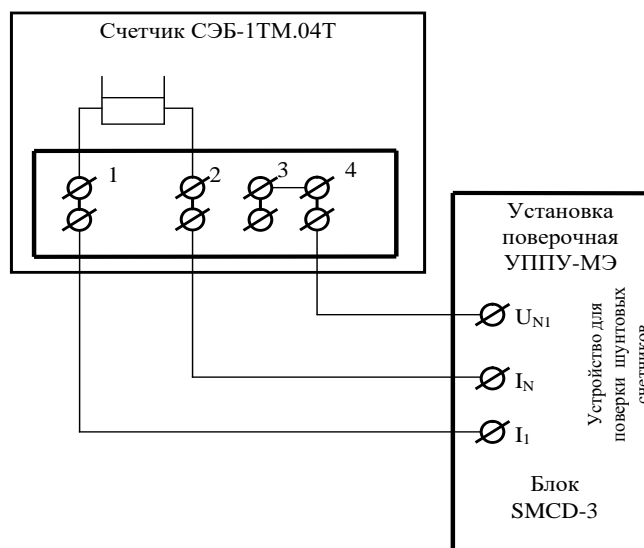 Счетчик СЭБ-1ТМ.04Т
1
2
3
4
Установка
поверочная
УППУ-МЭ
UN1
IN
I1
Устройство для
поверки шунтовых
счетчиков
Блок
SMCD-3